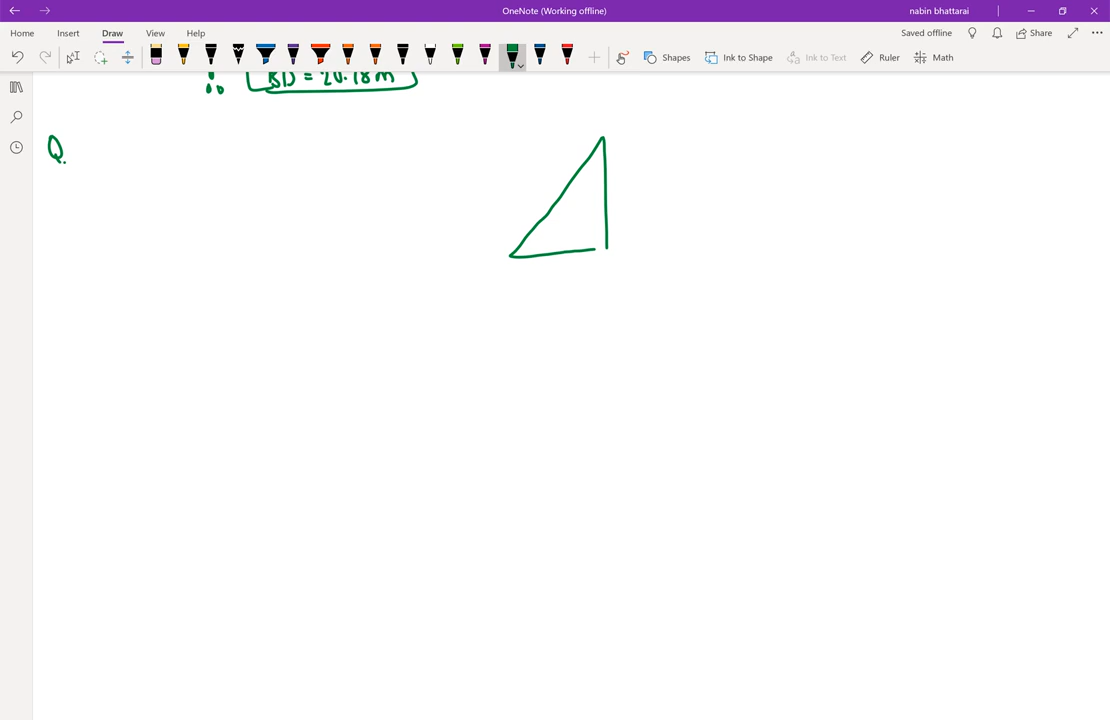 OneNote (Working offline)
nabin bhattarai
Home Insert Draw View Help
Saved offline
Share
Shapes
Ink to Shape
Ink to Text
Ruler
Math
∴ BD = 20.18m
Q.